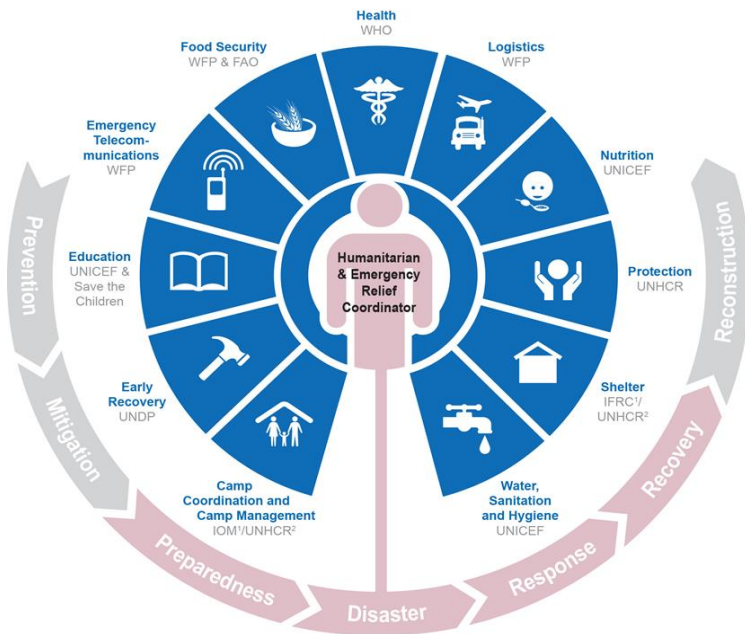 Health
WHO
Logistics
WFP
Nutrition
UNICEF
Protection
UNHCR
Shelter
IFRC¹/
UNHCR²
Water,
Sanitation
and Hygiene
UNICEF
Camp
Coordination and
Camp Management
IOM¹/UNHCR²
Early
Recovery
UNDP
Education
UNICEF &
Save the
Children
Emergency
Telecom-
munications
WFP
Food Security
WFP & FAO
Humanitarian
& Emergency
Relief
Coordinator
Prevention
Mitigation
Preparedness
Disaster
Response
Recovery
Reconstruction